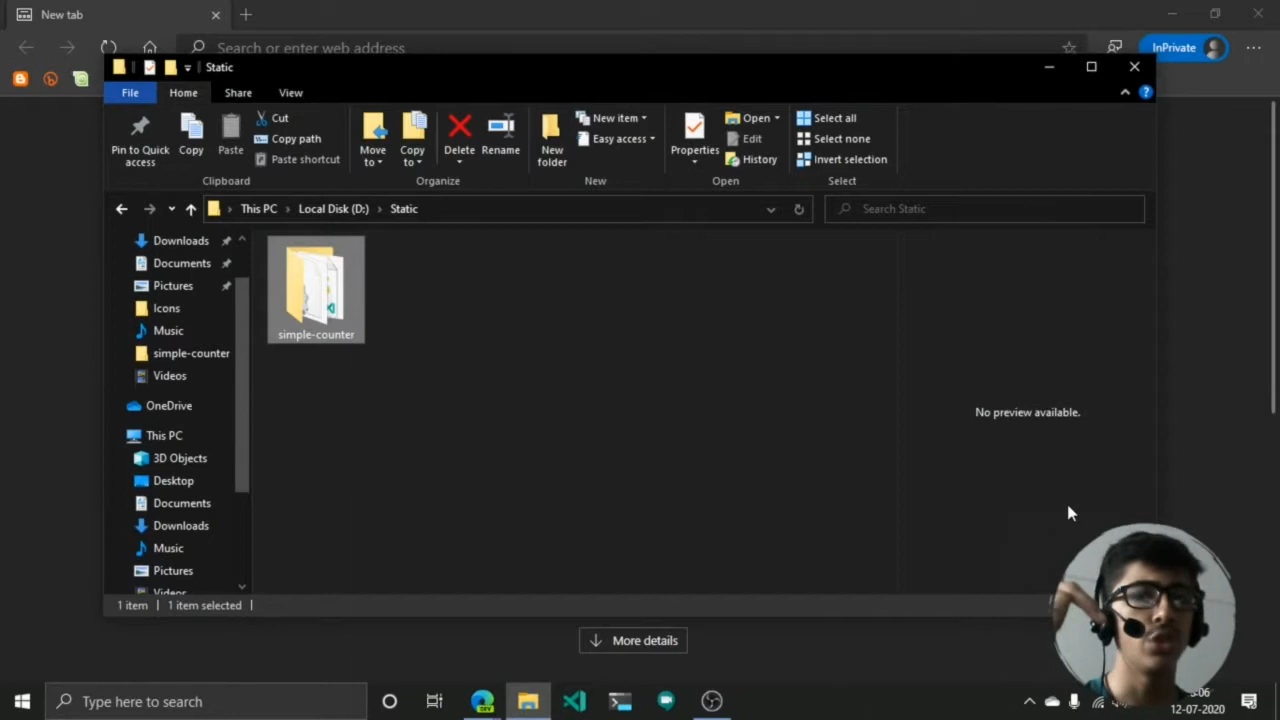 New tab
Search or enter web address
InPrivate
Static
File Home Share View
Pin to Quick access
Copy
Paste
Cut
Copy path
Paste shortcut
Clipboard
Move to
Copy to
Delete
Rename
Organize
New folder
New item
Easy access
New
Properties
Open
Edit
History
Open
Select all
Select none
Invert selection
Select
This PC › Local Disk (D:) › Static
Search Static
Downloads
Documents
Pictures
Icons
Music
simple-counter
Videos
OneDrive
This PC
3D Objects
Desktop
Documents
Downloads
Music
Pictures
Videos
simple-counter
No preview available.
1 item 1 item selected
More details
Type here to search
DEV
12-07-2020